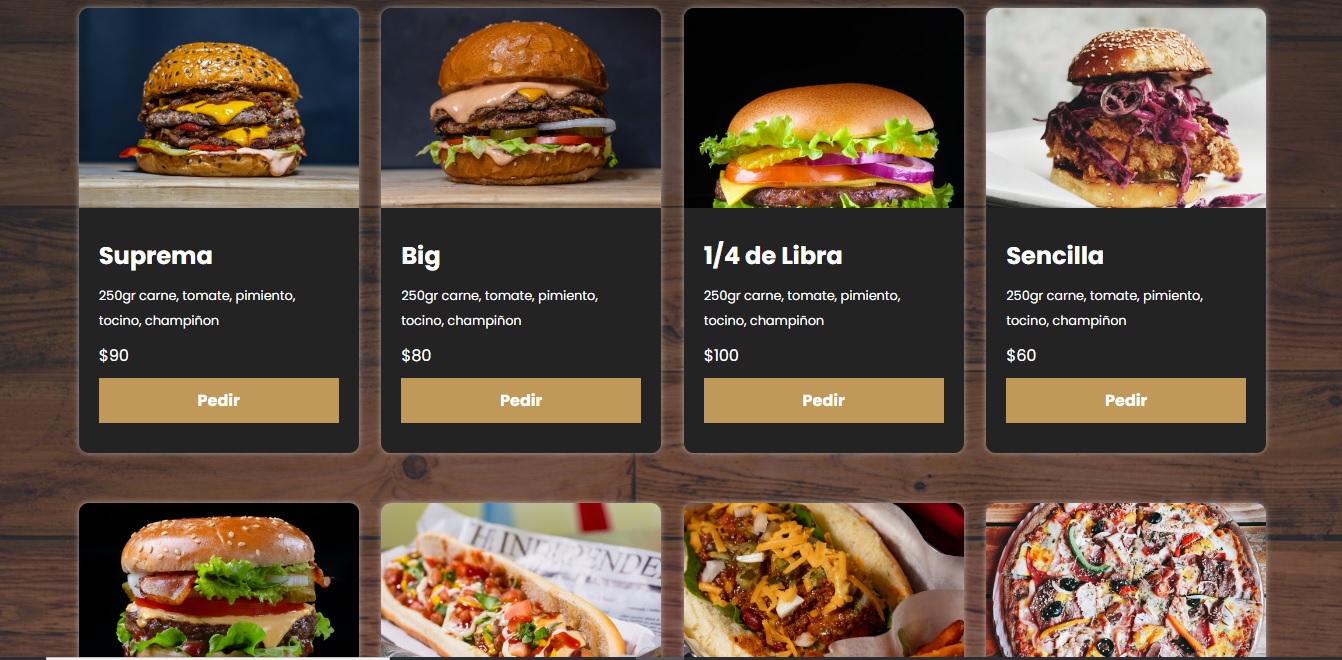 Suprema
250gr carne, tomate, pimiento,
tocino, champiñon
$90
Pedir
Big
250gr carne, tomate, pimiento,
tocino, champiñon
$80
Pedir
1/4 de Libra
250gr carne, tomate, pimiento,
tocino, champiñon
$100
Pedir
Sencilla
250gr carne, tomate, pimiento,
tocino, champiñon
$60
Pedir